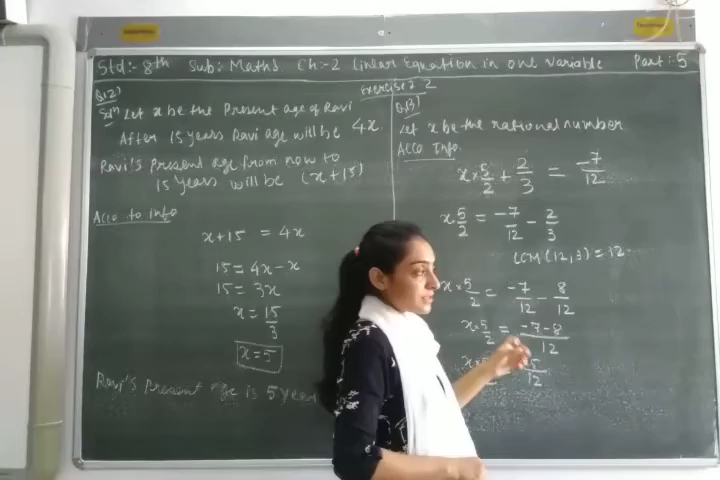 Std:- 8th Sub:- Maths Ch:-2 Linear Equation in one variable Part:5
Exercise 2.2
Q.12)
Sol) Let x be the Present age of Ravi
After 15 years Ravi age will be 4x
Ravi's present age from now to
15 years will be (x+15)
Acco to info
x+15 = 4x
15 = 4x-x
15 = 3x
x = 15/3
x=5
Ravi's Present age is 5 year
Q.13)
Let x be the rational number
Acco Info
x×5/2 + 2/3 = -7/12
x 5/2 = -7/12 - 2/3
LCM (12,3) = 12
x×5/2 = -7/12 - 8/12
x×5/2 = -7-8/12